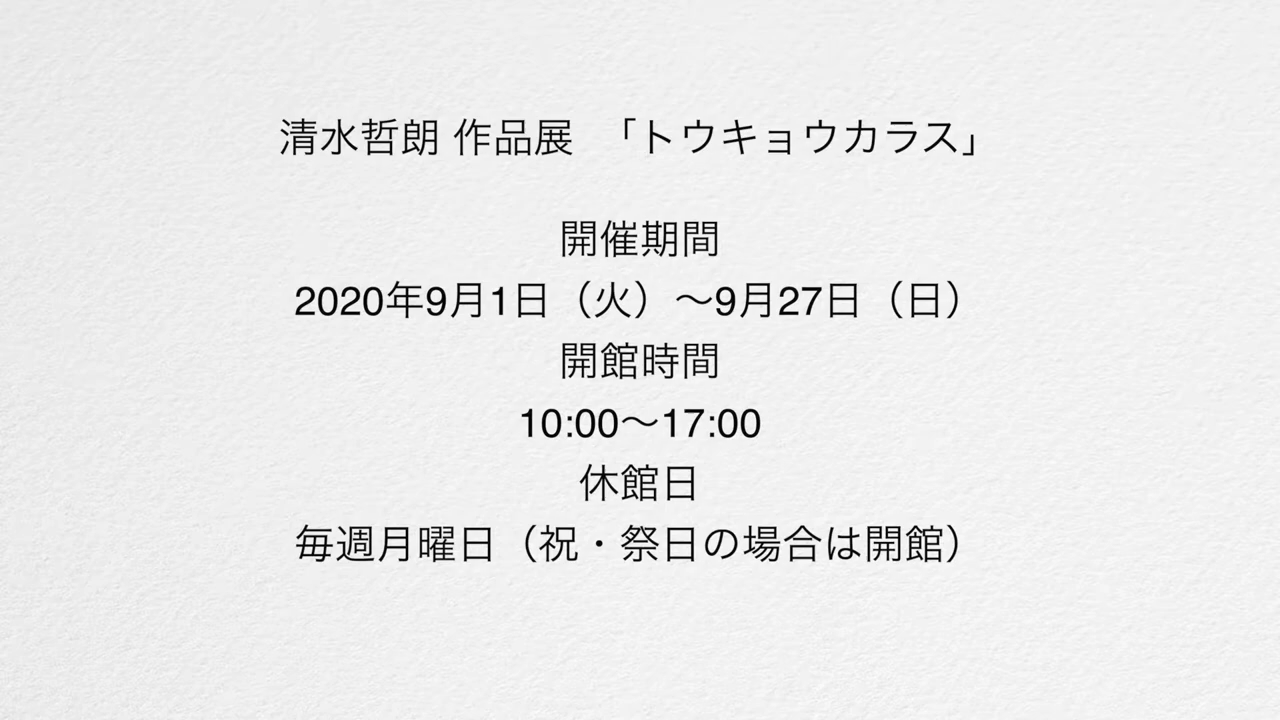 清水哲朗 作品展 「トウキョウカラス」
開催期間
2020年9月1日（火）〜9月27日（日）
開館時間
10:00〜17:00
休館日
毎週月曜日（祝・祭日の場合は開館）